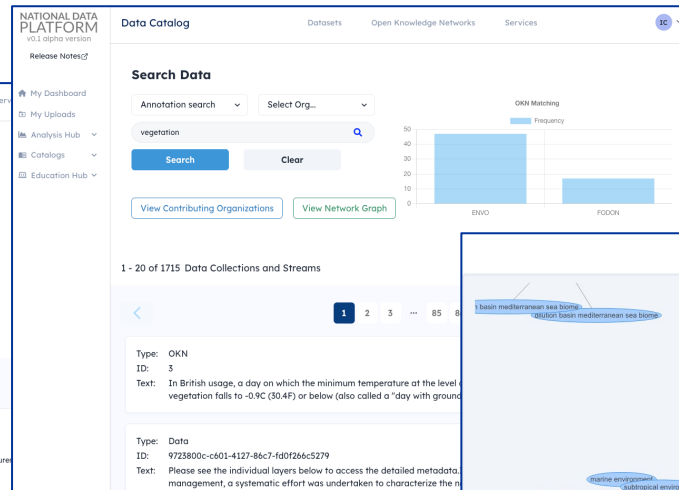 NATIONAL DATA
PLATFORM
v0.1 alpha version
Release Notes
My Dashboard
My Uploads
Analysis Hub
Catalogs
Education Hub
Data Catalog
Datasets
Open Knowledge Networks
Services
IC
Search Data
Annotation search
Select Org...
vegetation
Search
Clear
View Contributing Organizations
View Network Graph
OKN Matching
Frequency
50
40
30
20
10
0
ENVO
FODON
1 - 20 of 1715 Data Collections and Streams
1 2 3 ... 85
Type: OKN
ID: 3
Text: In British usage, a day on which the minimum temperature at the level
vegetation falls to -0.9C (30.4F) or below (also called a "day with ground
Type: Data
ID: 9723800c-c601-4127-86c7-fd0f266c5279
Text: Please see the individual layers below to access the detailed metadata.
management, a systematic effort was undertaken to characterize the
basin mediterranean sea biome
dilution basin mediterranean sea biome
marine environment
subtropical